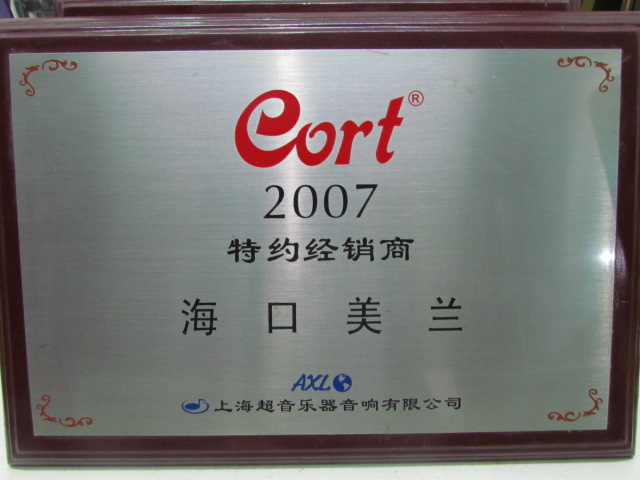 Cort®
2007
特约经销商
海口美兰
AXL
上海超音乐器音响有限公司